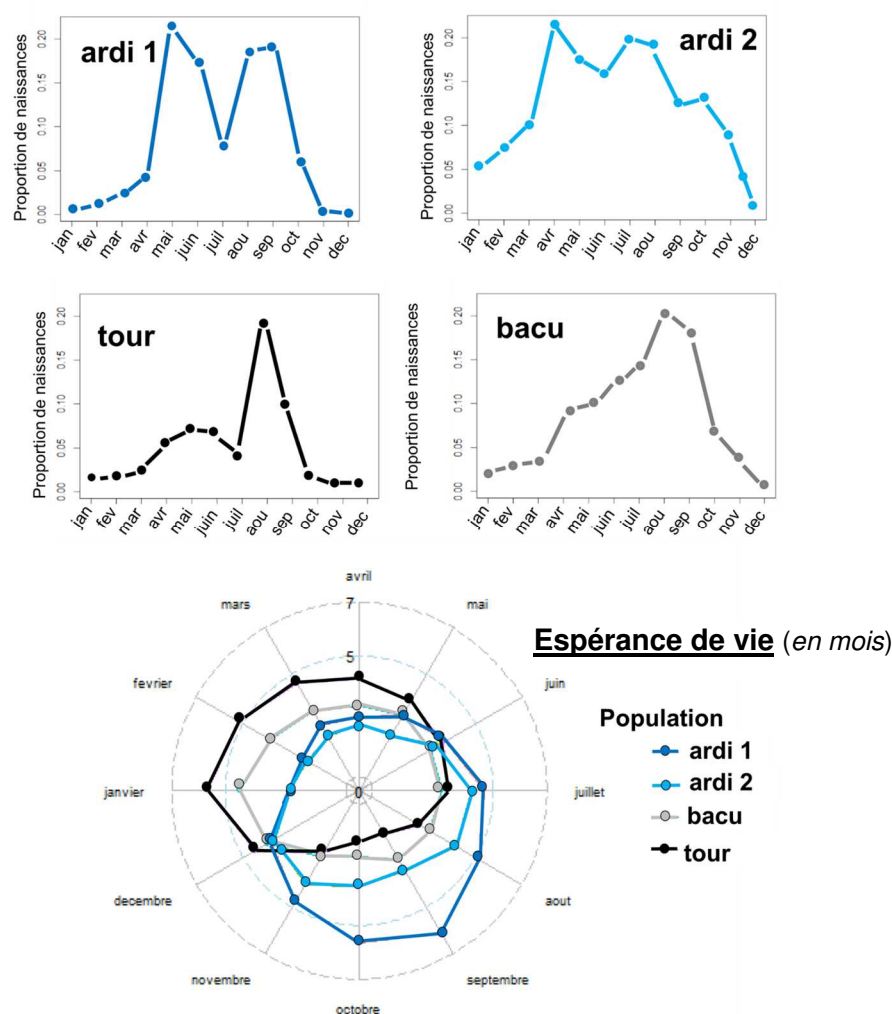 ardi 1
Proportion de naissances
0.00 0.05 0.10 0.15 0.20
jan fev mar avr mai juin juil aou sep oct nov dec
ardi 2
Proportion de naissances
0.00 0.05 0.10 0.15 0.20
jan fev mar avr mai juin juil aou sep oct nov dec
tour
Proportion de naissances
0.00 0.05 0.10 0.15 0.20
jan fev mar avr mai juin juil aou sep oct nov dec
bacu
Proportion de naissances
0.00 0.05 0.10 0.15 0.20
jan fev mar avr mai juin juil aou sep oct nov dec
avril
mars
7
mai
Espérance de vie (en mois)
5
fevrier
juin
Population
ardi 1
ardi 2
bacu
tour
janvier
0
juillet
decembre
aout
novembre
septembre
octobre